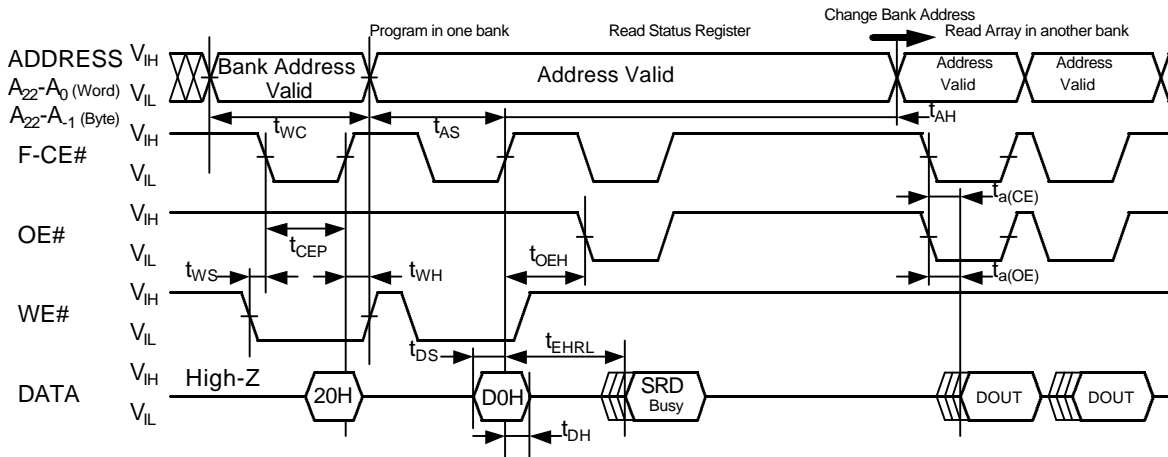 Change Bank Address
Program in one bank
Read Status Register
Read Array in another bank
ADDRESS
VIH
VIL
A22-A0 (Word)
A22-A-1 (Byte)
Bank Address
Valid
Address Valid
Address
Valid
Address
Valid
tWC
tAS
tAH
F-CE#
VIH
VIL
ta(CE)
OE#
VIH
VIL
tCEP
tOEH
ta(OE)
tWS
tWH
WE#
VIH
VIL
tDS
tEHRL
DATA
VIH
VIL
High-Z
20H
D0H
SRD
Busy
DOUT
DOUT
tDH